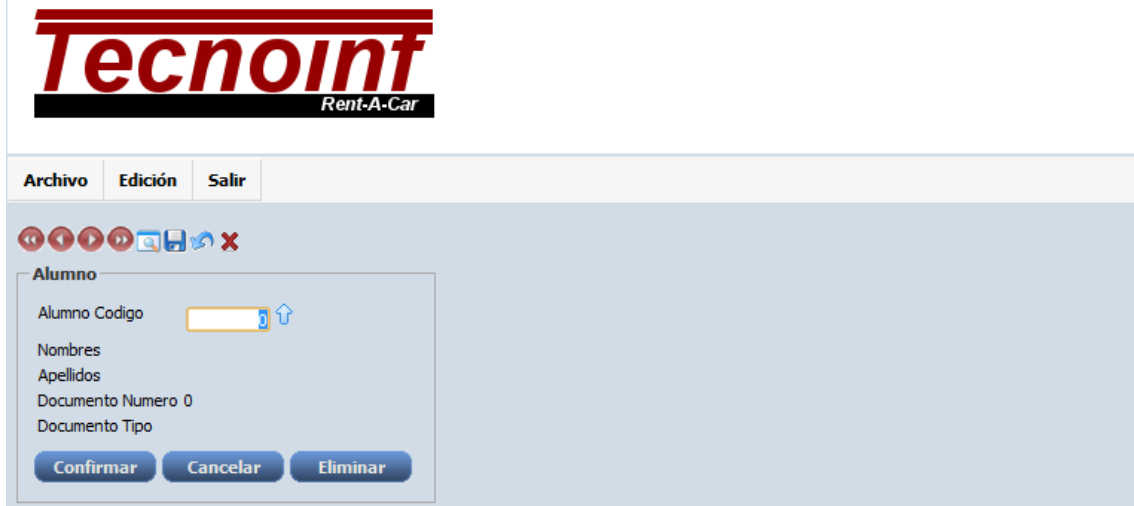 Tecnoinf
Rent-A-Car
Archivo Edición Salir
Alumno
Alumno Codigo 0
Nombres
Apellidos
Documento Numero 0
Documento Tipo
Confirmar Cancelar Eliminar